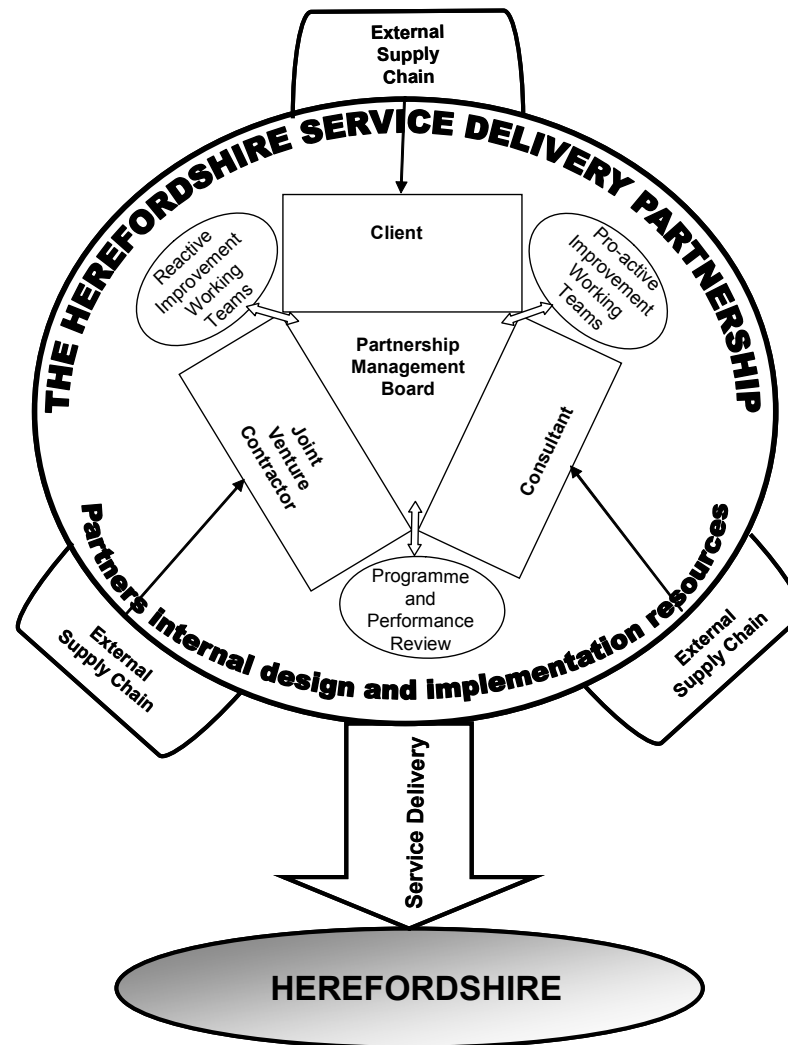 External
Supply
Chain
THE HEREFORDSHIRE SERVICE DELIVERY PARTNERSHIP
Client
Reactive
Improvement
Working
Teams
Pro-active
Improvement
Working
Teams
Partnership
Management
Board
Joint
Venture
Contractor
Consultant
Programme
and
Performance
Review
Partners internal design and implementation resources
External
Supply Chain
External
Supply Chain
Service Delivery
HEREFORDSHIRE